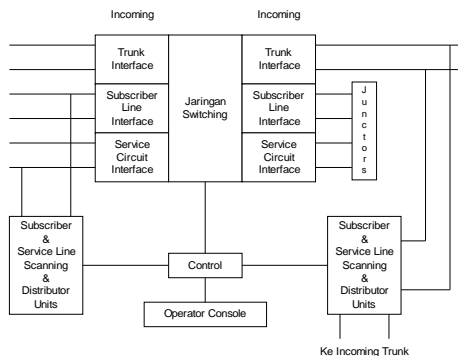 Incoming
Incoming
Trunk
Interface
Subscriber
Line
Interface
Service
Circuit
Interface
Jaringan
Switching
Trunk
Interface
Subscriber
Line
Interface
Service
Circuit
Interface
Junctors
Subscriber
&
Service Line
Scanning
&
Distributor
Units
Control
Operator Console
Subscriber
&
Service Line
Scanning
&
Distributor
Units
Ke Incoming Trunk